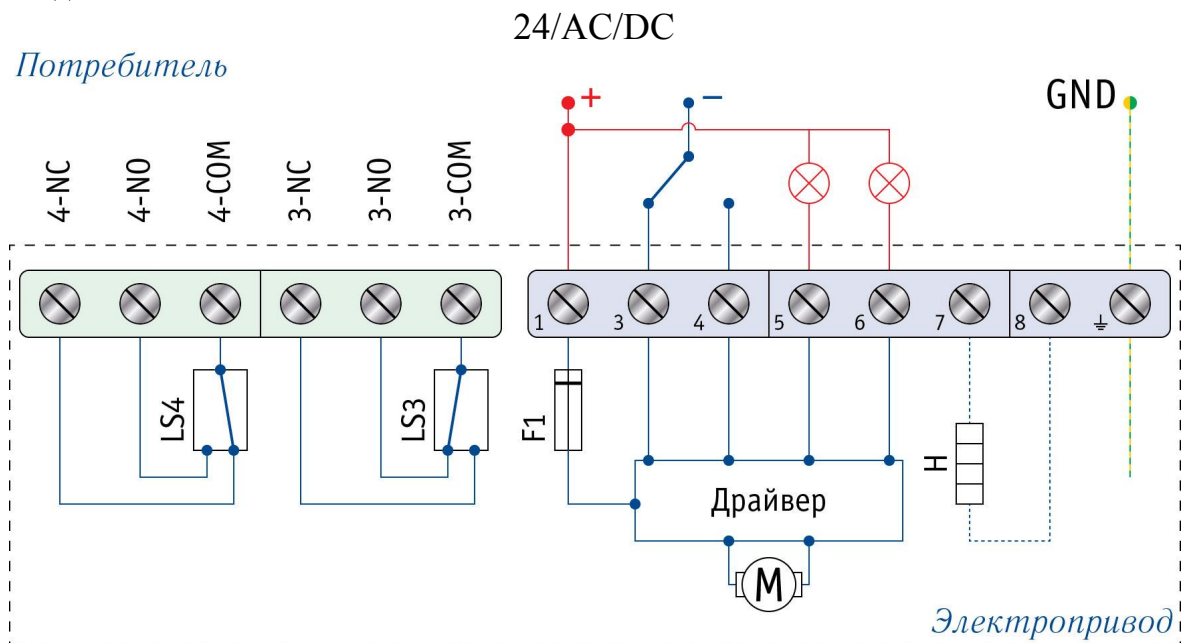 24/AC/DC
Потребитель
+ −
GND
4-NC
4-NO
4-COM
3-NC
3-NO
3-COM
1 3 4 5 6 7 8 ⏚
LS4
LS3
F1
H
Драйвер
M
Электропривод